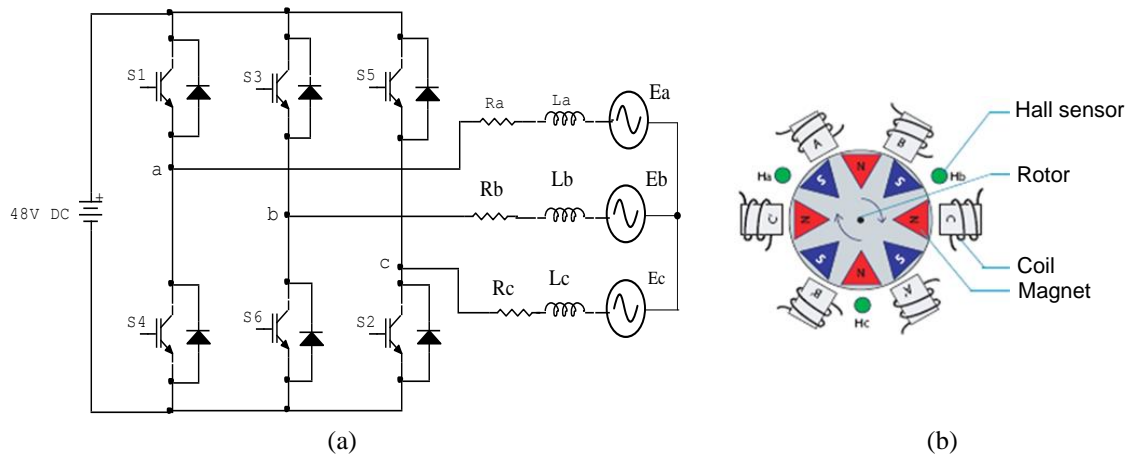 S1
S3
S5
Ra
La
Ea
a
Rb
Lb
Eb
b
48V DC
+
c
Rc
Lc
Ec
S4
S6
S2
(a)
A
B
Hall sensor
Ha
Hb
N
S
S
Rotor
C'
N
N
C
S
S
N
Coil
Magnet
B'
A'
Hc
(b)